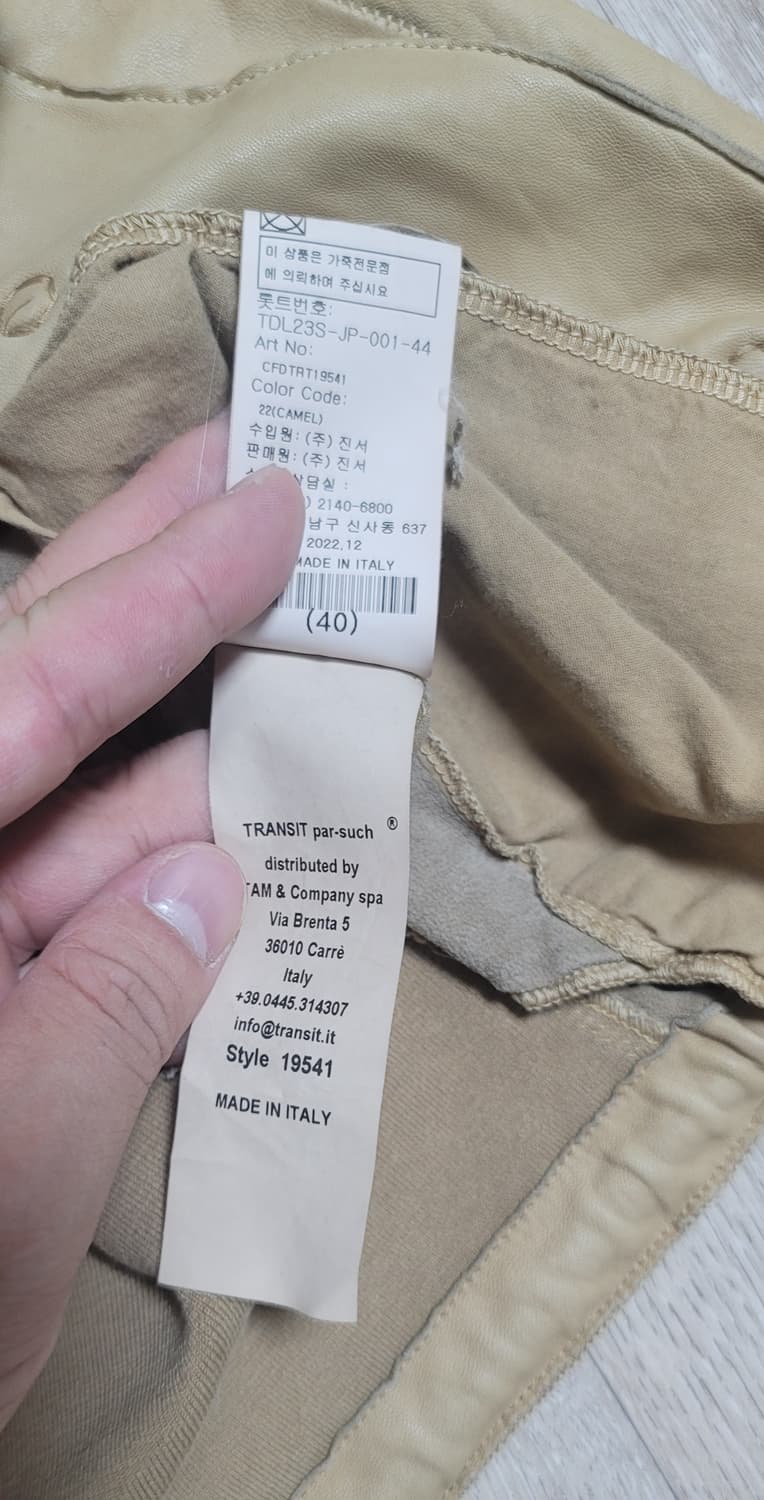 이 상품은 가죽전문점
에 의뢰하여 주십시요
롯트번호:
TDL23S-JP-001-44
Art No:
CFDTRT19541
Color Code:
22(CAMEL)
수입원: (주) 진서
판매원: (주) 진서
상담실 :
) 2140-6800
남구 신사동 637
2022.12
MADE IN ITALY
(40)
TRANSIT par-such ®
distributed by
TAM & Company spa
Via Brenta 5
36010 Carrè
Italy
+39.0445.314307
info@transit.it
Style 19541
MADE IN ITALY